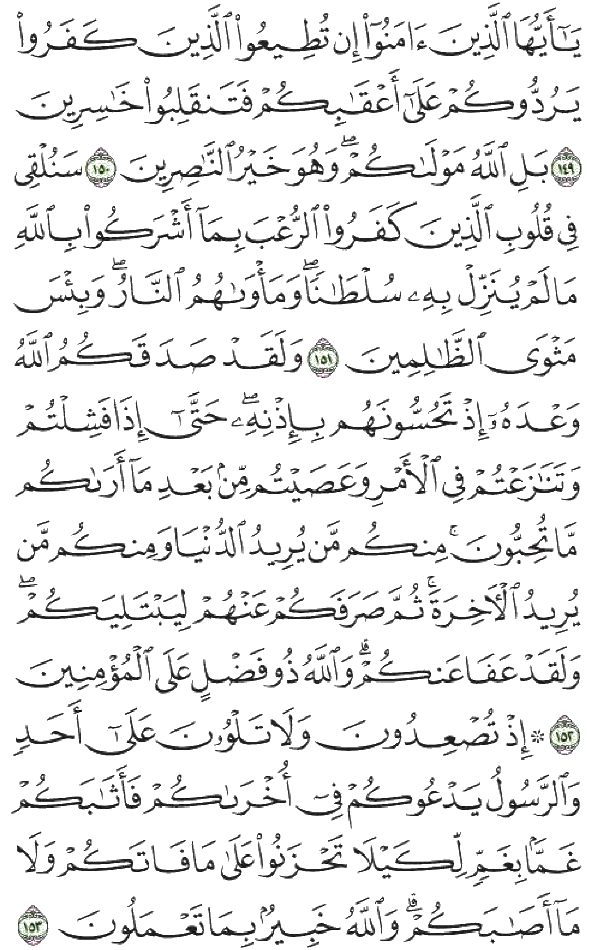 يَـٰٓأَيُّهَا ٱلَّذِينَ ءَامَنُوٓا۟ إِن تُطِيعُوا۟ ٱلَّذِينَ كَفَرُوا۟
يَرُدُّوكُمْ عَلَىٰٓ أَعْقَـٰبِكُمْ فَتَنقَلِبُوا۟ خَـٰسِرِينَ
۝١٤٩ بَلِ ٱللَّهُ مَوْلَىٰكُمْ ۖ وَهُوَ خَيْرُ ٱلنَّـٰصِرِينَ ۝١٥٠ سَنُلْقِى
فِى قُلُوبِ ٱلَّذِينَ كَفَرُوا۟ ٱلرُّعْبَ بِمَآ أَشْرَكُوا۟ بِٱللَّهِ
مَا لَمْ يُنَزِّلْ بِهِۦ سُلْطَـٰنًا ۖ وَمَأْوَىٰهُمُ ٱلنَّارُ ۖ وَبِئْسَ
مَثْوَى ٱلظَّـٰلِمِينَ ۝١٥١ وَلَقَدْ صَدَقَكُمُ ٱللَّهُ
وَعْدَهُۥٓ إِذْ تَحُسُّونَهُم بِإِذْنِهِۦ ۖ حَتَّىٰٓ إِذَا فَشِلْتُمْ
وَتَنَـٰزَعْتُمْ فِى ٱلْأَمْرِ وَعَصَيْتُم مِّنۢ بَعْدِ مَآ أَرَىٰكُم
مَّا تُحِبُّونَ ۚ مِنكُم مَّن يُرِيدُ ٱلدُّنْيَا وَمِنكُم مَّن
يُرِيدُ ٱلْـَٔاخِرَةَ ۚ ثُمَّ صَرَفَكُمْ عَنْهُمْ لِيَبْتَلِيَكُمْ ۖ
وَلَقَدْ عَفَا عَنكُمْ ۗ وَٱللَّهُ ذُو فَضْلٍ عَلَى ٱلْمُؤْمِنِينَ
۝١٥٢ * إِذْ تُصْعِدُونَ وَلَا تَلْوُۥنَ عَلَىٰٓ أَحَدٍ
وَٱلرَّسُولُ يَدْعُوكُمْ فِىٓ أُخْرَىٰكُمْ فَأَثَـٰبَكُمْ
غَمًّۢا بِغَمٍّ لِّكَيْلَا تَحْزَنُوا۟ عَلَىٰ مَا فَاتَكُمْ وَلَا
مَآ أَصَـٰبَكُمْ ۗ وَٱللَّهُ خَبِيرٌۢ بِمَا تَعْمَلُونَ ۝١٥٣